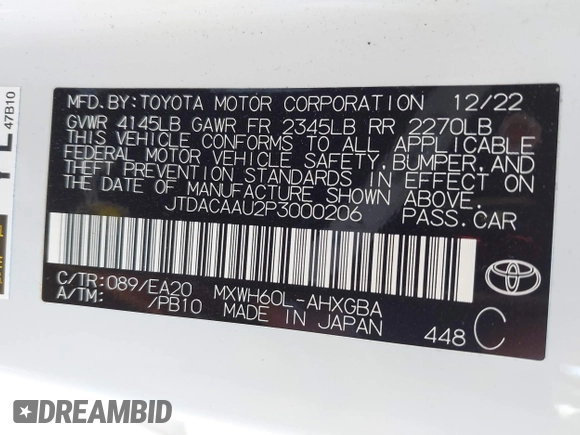 MFD.BY:TOYOTA MOTOR CORPORATION 12/22
GVWR 4145LB GAWR FR 2345LB RR 2270LB
THIS VEHICLE CONFORMS TO ALL APPLICABLE
FEDERAL MOTOR VEHICLE SAFETY, BUMPER, AND
THEFT PREVENTION STANDARDS IN EFFECT ON
THE DATE OF MANUFACTURE SHOWN ABOVE.
JTDACAAU2P3000206 PASS.CAR
C/TR:089/EA20 MXWH60L-AHXGBA
A/TM: /PB10 MADE IN JAPAN
448 C
47B10
DREAMBID